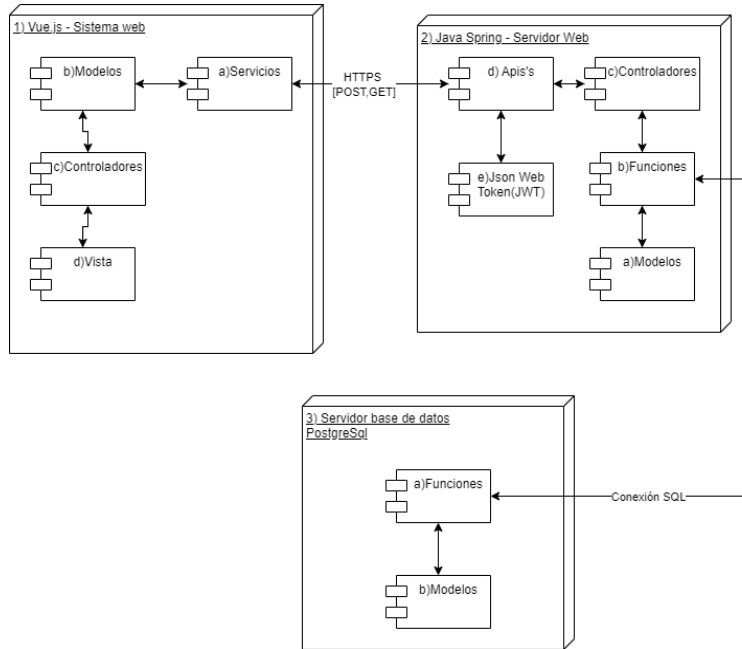 1) Vue.js - Sistema web
b)Modelos
a)Servicios
c)Controladores
d)Vista
HTTPS
[POST,GET]
2) Java Spring - Servidor Web
d) Apis's
c)Controladores
e)Json Web
Token(JWT)
b)Funciones
a)Modelos
3) Servidor base de datos
PostgreSql
a)Funciones
b)Modelos
Conexión SQL